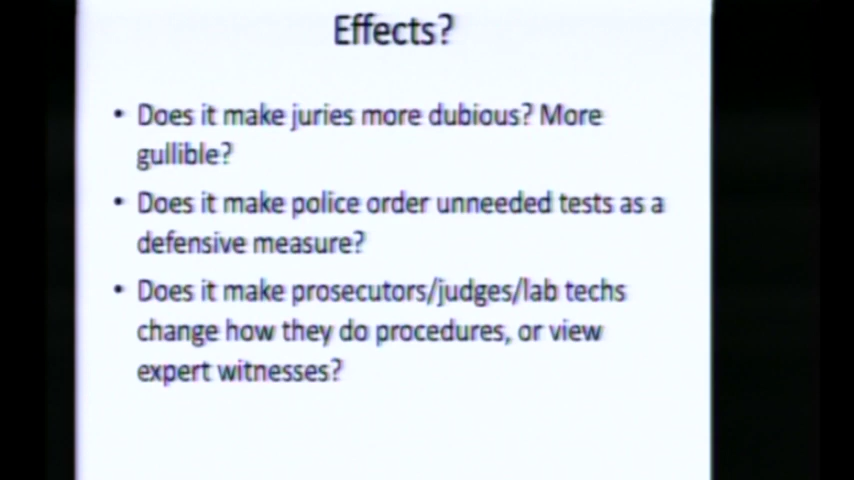 Effects?
• Does it make juries more dubious? More
gullible?
• Does it make police order unneeded tests as a
defensive measure?
• Does it make prosecutors/judges/lab techs
change how they do procedures, or view
expert witnesses?